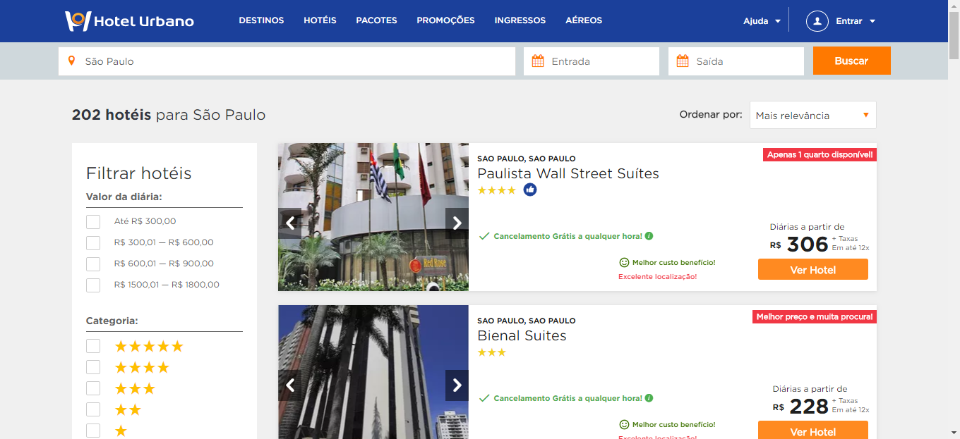 Hotel Urbano
DESTINOS HOTÉIS PACOTES PROMOÇÕES INGRESSOS AÉREOS
Ajuda Entrar
São Paulo
Entrada
Saída
Buscar
202 hotéis para São Paulo
Ordenar por: Mais relevância
Filtrar hotéis
Valor da diária:
Até R$ 300,00
R$ 300,01 — R$ 600,00
R$ 600,01 — R$ 900,00
R$ 1500,01 — R$ 1800,00
Categoria:
SAO PAULO, SAO PAULO
Apenas 1 quarto disponível!
Paulista Wall Street Suítes
Cancelamento Grátis a qualquer hora!
Melhor custo benefício!
Excelente localização!
Diárias a partir de
R$ 306 + Taxas
Em até 12x
Ver Hotel
SAO PAULO, SAO PAULO
Melhor preço e muita procura!
Bienal Suites
Cancelamento Grátis a qualquer hora!
Melhor custo benefício!
Excelente localização!
Diárias a partir de
R$ 228 + Taxas
Em até 12x
Ver Hotel